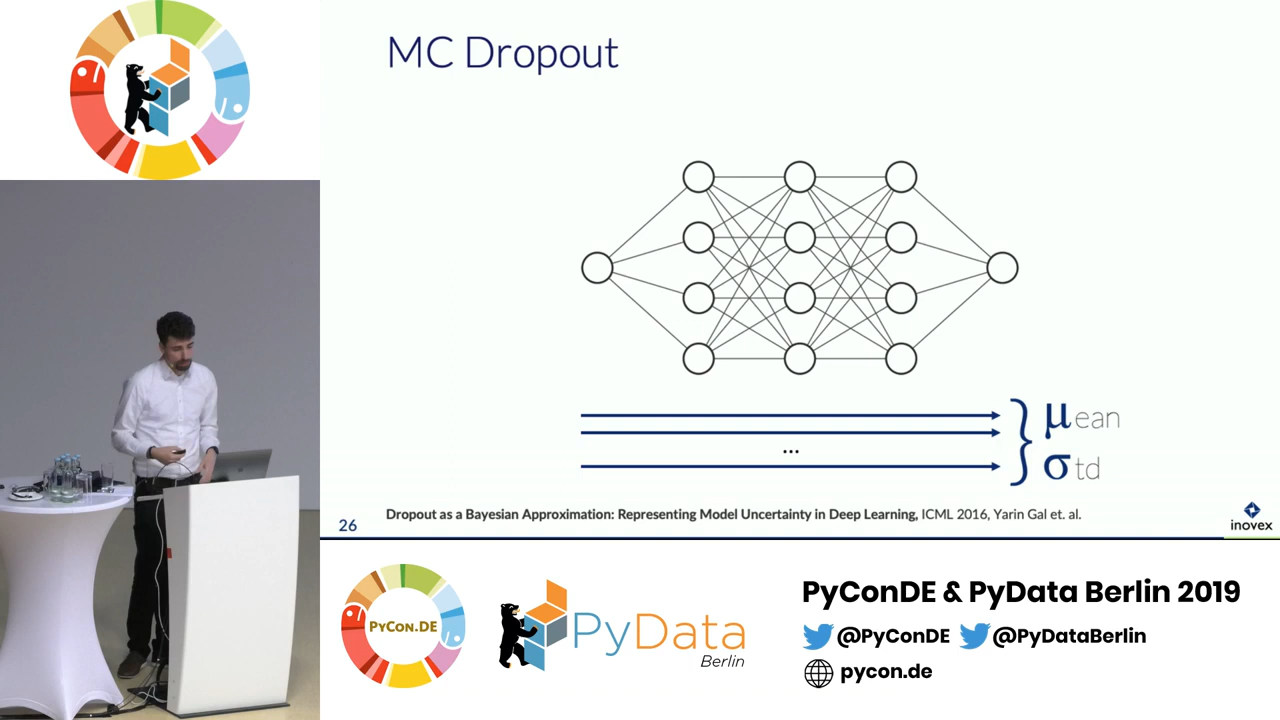 MC Dropout
...
μean
σtd
Dropout as a Bayesian Approximation: Representing Model Uncertainty in Deep Learning, ICML 2016, Yarin Gal et. al.
26
inovex
PYCON.DE
PyData
Berlin
PyConDE & PyData Berlin 2019
@PyConDE @PyDataBerlin
pycon.de